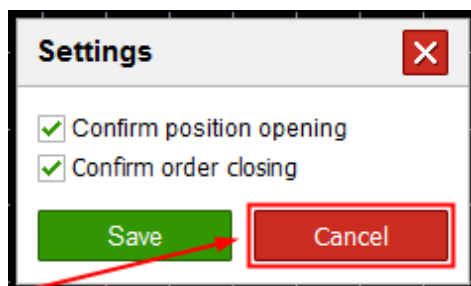 Settings
Confirm position opening
Confirm order closing
Save
Cancel